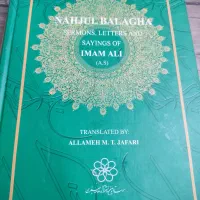 NAHJUL BALAGHA
SERMONS, LETTERS AND
SAYINGS OF
IMAM ALI
(A.S)
TRANSLATED BY:
ALLAMEH M. T. JAFARI